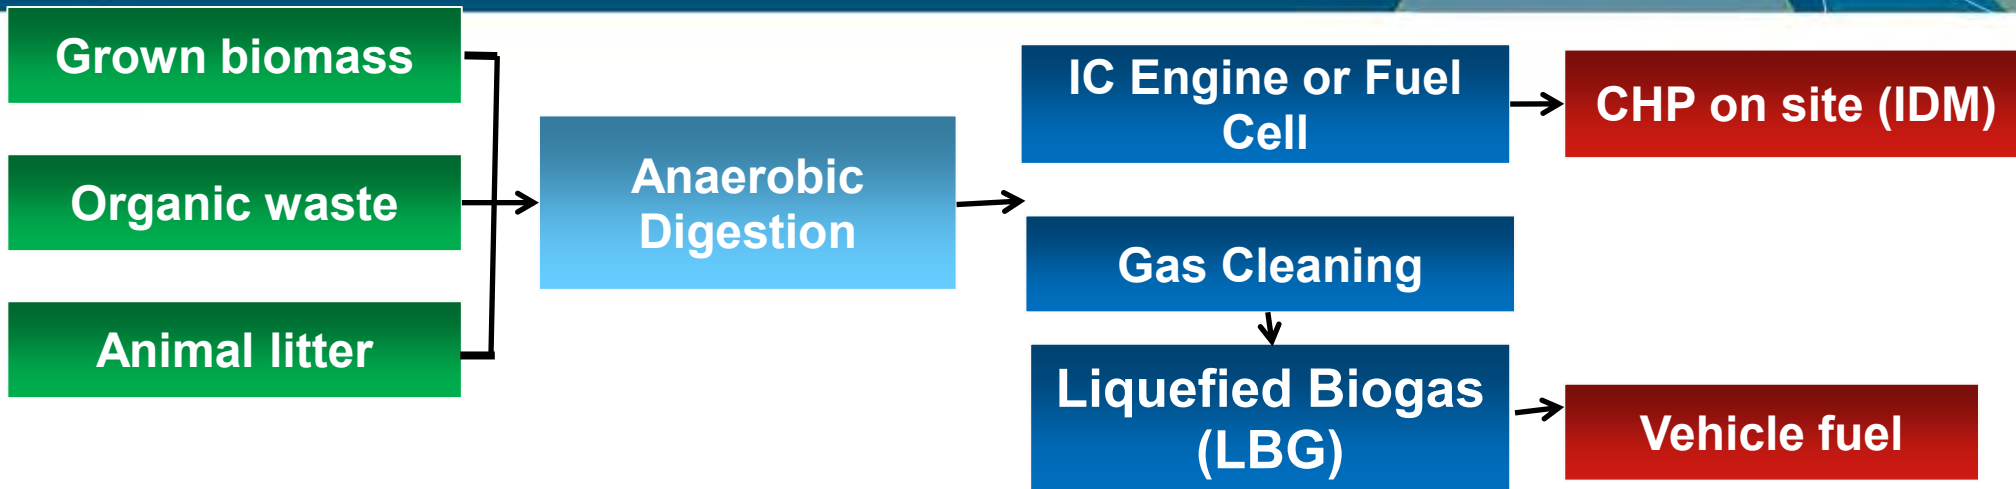 Grown biomass
Organic waste
Animal litter
Anaerobic
Digestion
IC Engine or Fuel
Cell
CHP on site (IDM)
Gas Cleaning
Liquefied Biogas
(LBG)
Vehicle fuel